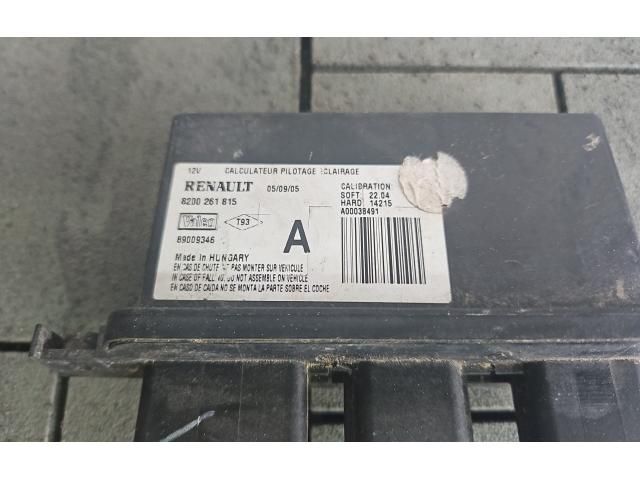 12V CALCULATEUR PILOTAGE ECLAIRAGE
RENAULT 05/09/05
8200 261 815
Valeo T93
89009346
A
CALIBRATION
SOFT 22.04
HARD 14215
A00038491
Made In HUNGARY
EN CAS DE CHUTE PAS MONTER SUR VEHICULE
IN CASE OF FALLING, DO NOT ASSEMBLE ON VEHICLE
EN CASO DE CAIDA NO SE MONTA LA PARTE SOBRE EL COCHE